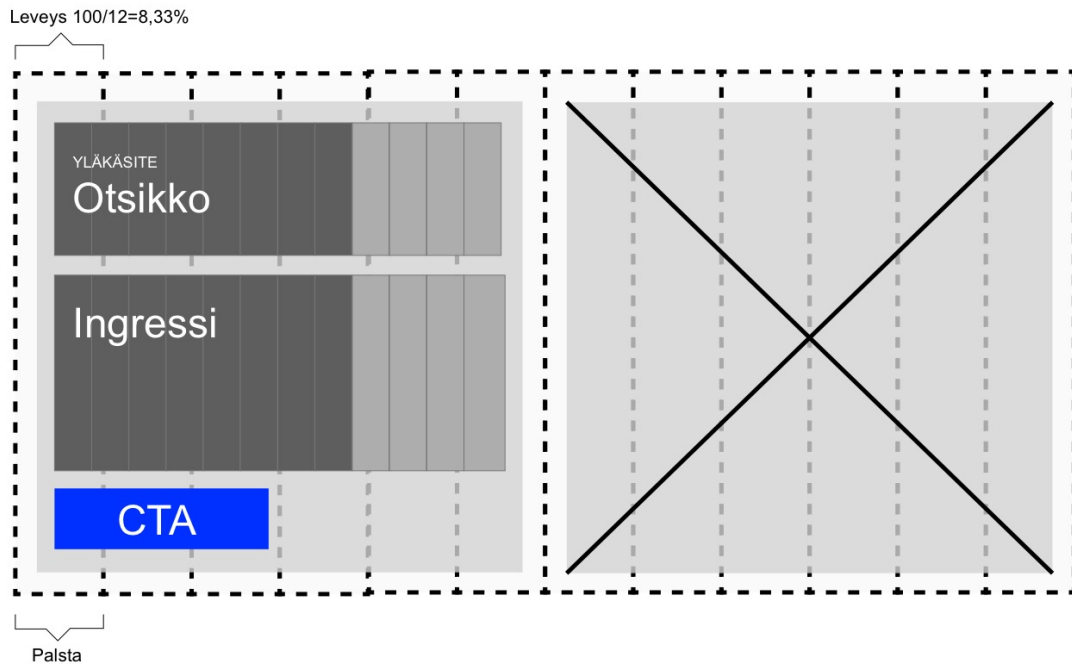 Leveys 100/12=8,33%
YLÄKÄSITE
Otsikko
Ingressi
CTA
Palsta